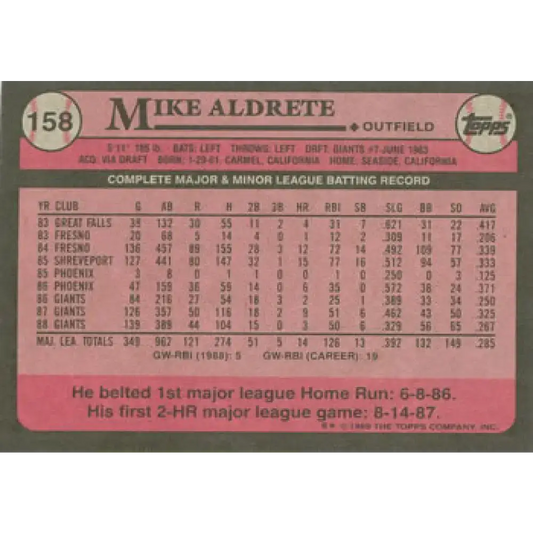 158 MIKE ALDRETE ◆ OUTFIELD Topps®
5'11" 185 lb. BATS: LEFT THROWS: LEFT DRFT: GIANTS #7-JUNE 1983
ACQ: VIA DRAFT BORN: 1-29-61, CARMEL, CALIFORNIA HOME: SEASIDE, CALIFORNIA
COMPLETE MAJOR & MINOR LEAGUE BATTING RECORD
YR CLUB G AB R H 2B 3B HR RBI SB SLG BB SO AVG
83 GREAT FALLS 38 132 30 55 11 2 4 31 7 .621 31 22 .417
83 FRESNO 20 68 5 14 4 0 1 12 2 .309 11 17 .206
84 FRESNO 136 457 89 155 28 3 12 72 14 .492 109 77 .339
85 SHREVEPORT 127 441 80 147 32 1 15 77 16 .512 94 57 .333
85 PHOENIX 3 8 0 1 1 0 0 1 0 .250 0 3 .125
86 PHOENIX 47 159 36 59 14 0 6 35 0 .572 36 24 .371
86 GIANTS 84 216 27 54 18 3 2 25 1 .389 33 34 .250
87 GIANTS 126 357 50 116 18 2 9 51 6 .462 43 50 .325
88 GIANTS 139 389 44 104 15 0 3 50 6 .329 56 65 .267
MAJ. LEA. TOTALS 349 962 121 274 51 5 14 126 13 .392 132 149 .285
GW-RBI (1988): 5 GW-RBI (CAREER): 19
He belted 1st major league Home Run: 6-8-86.
His first 2-HR major league game: 8-14-87.
© 1989 THE TOPPS COMPANY, INC.